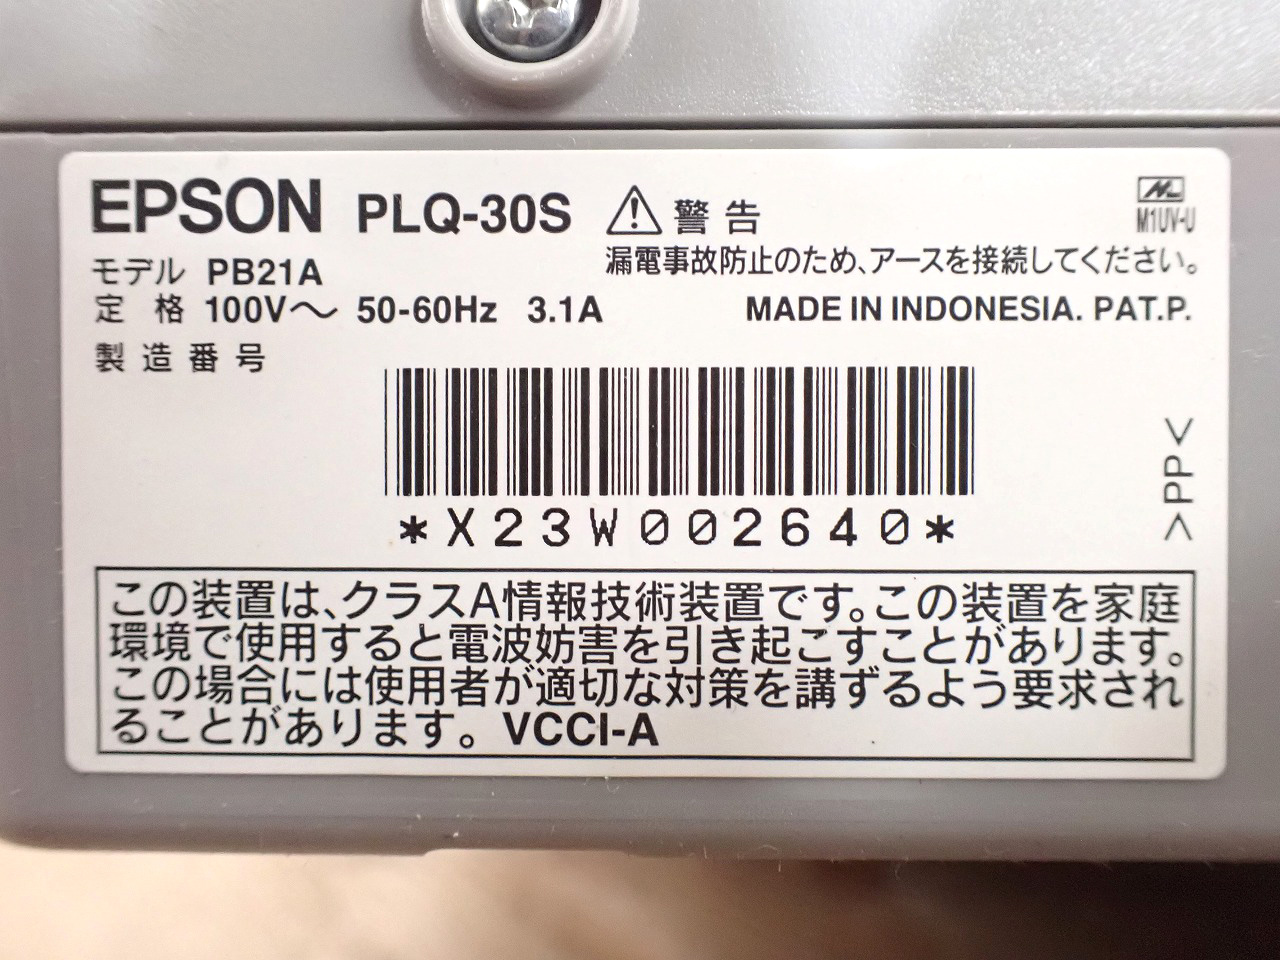 EPSON PLQ-30S ⚠ 警告
M1UV-U
モデル PB21A
漏電事故防止のため、アースを接続してください。
定 格 100V～ 50-60Hz 3.1A
MADE IN INDONESIA. PAT.P.
製造番号
*X23W002640*
>PP<
この装置は、クラスA情報技術装置です。この装置を家庭
環境で使用すると電波妨害を引き起こすことがあります。
この場合には使用者が適切な対策を講ずるよう要求され
ることがあります。VCCI-A